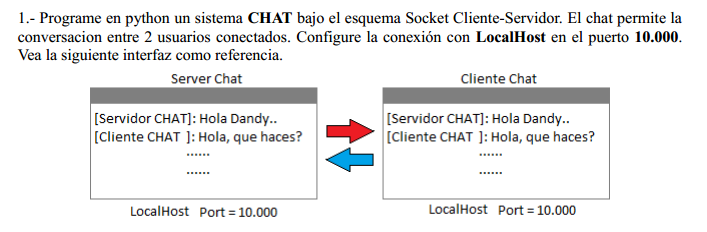 1.- Programe en python un sistema CHAT bajo el esquema Socket Cliente-Servidor. El chat permite la
conversacion entre 2 usuarios conectados. Configure la conexión con LocalHost en el puerto 10.000.
Vea la siguiente interfaz como referencia.
Server Chat
[Servidor CHAT]: Hola Dandy..
[Cliente CHAT ]: Hola, que haces?
......
......
LocalHost Port = 10.000
Cliente Chat
[Servidor CHAT]: Hola Dandy..
[Cliente CHAT ]: Hola, que haces?
......
......
LocalHost Port = 10.000